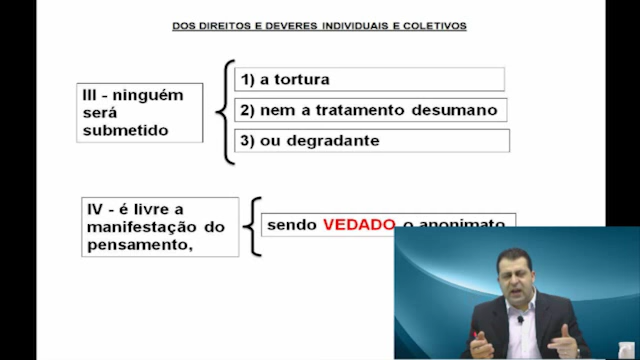 DOS DIREITOS E DEVERES INDIVIDUAIS E COLETIVOS
III - ninguém
será
submetido
1) a tortura
2) nem a tratamento desumano
3) ou degradante
IV - é livre a
manifestação do
pensamento,
sendo VEDADO o anonimato